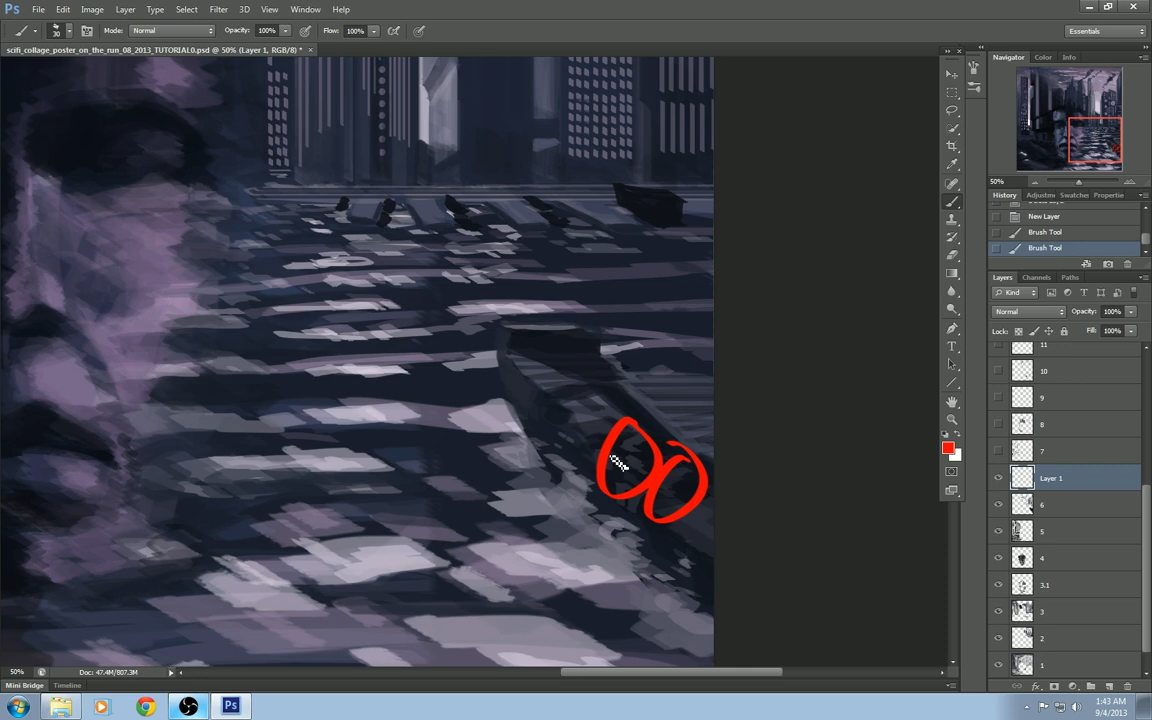 Ps File Edit Image Layer Type Select Filter 3D View Window Help
30 Mode: Normal Opacity: 100% Flow: 100% Essentials
scifi_collage_poster_on_the_run_08_2013_TUTORIAL0.psd @ 50% (Layer 1, RGB/8) * ×
Navigator Color Info
50%
History Adjustm Swatches Propertie
New Layer
Brush Tool
Brush Tool
Layers Channels Paths
Kind
Normal Opacity: 100%
Lock: Fill: 100%
11
10
9
8
7
Layer 1
6
5
4
3.1
3
2
1
50% Doc: 47.4M/807.3M
Mini Bridge Timeline
Ps
1:43 AM
9/4/2013